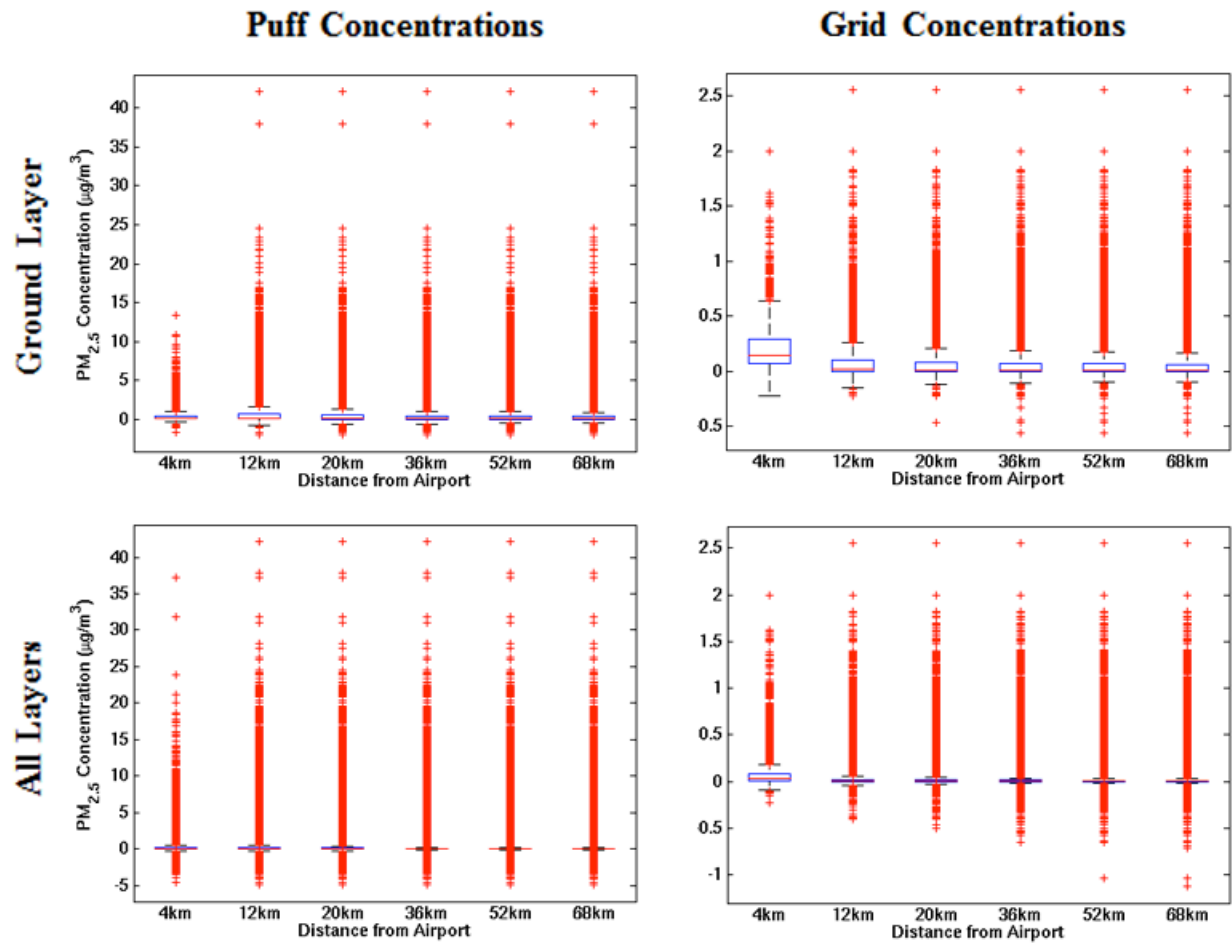 Puff Concentrations
Grid Concentrations
Ground Layer
PM2.5 Concentration (μg/m³)
40
35
30
25
20
15
10
5
0
4km 12km 20km 36km 52km 68km
Distance from Airport
2.5
2
1.5
1
0.5
0
0.5
4km 12km 20km 36km 52km 68km
Distance from Airport
All Layers
PM2.5 Concentration (μg/m³)
40
35
30
25
20
15
10
5
0
-5
4km 12km 20km 36km 52km 68km
Distance from Airport
2.5
2
1.5
1
0.5
0
-0.5
-1
4km 12km 20km 36km 52km 68km
Distance from Airport